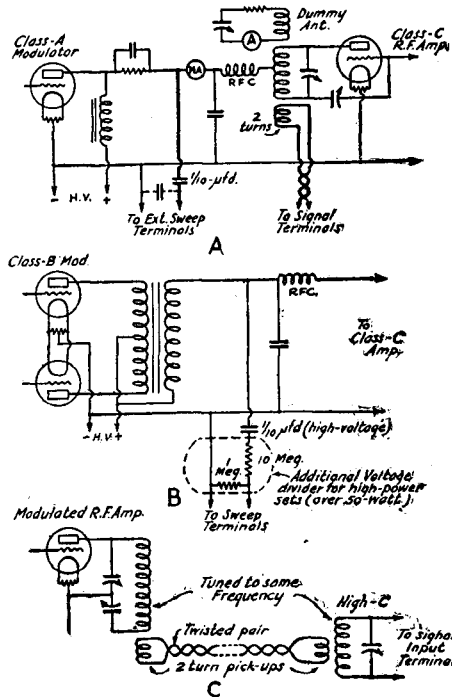 Class-A
Modulator
Dummy
Ant.
Class-C
R.F. Amp.
A
MA
RFC
2
turns
- H.V. +
1/10-μfd.
To Ext. Sweep
Terminals
To Signal
Terminals
A
Class-B Mod.
RFC.
To
Class-C
Amp.
- H.V. +
1/10 μfd (high-voltage)
1
Meg.
10 Meg.
Additional Voltage
divider for high-power
sets (over 50-watt)
To Sweep
Terminals
B
Modulated R.F. Amp.
Tuned to same
Frequency
High-C
Twisted pair
2 turn pick-ups
To signal
Input
Terminal
C